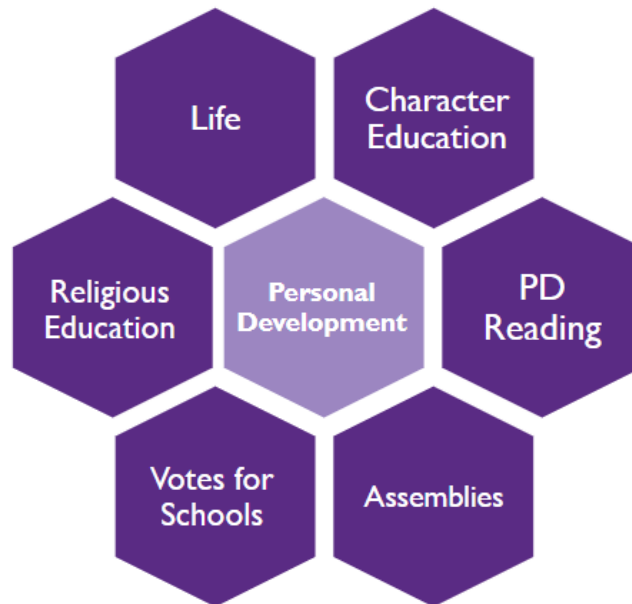 Life
Character
Education
Religious
Education
Personal
Development
PD
Reading
Votes for
Schools
Assemblies